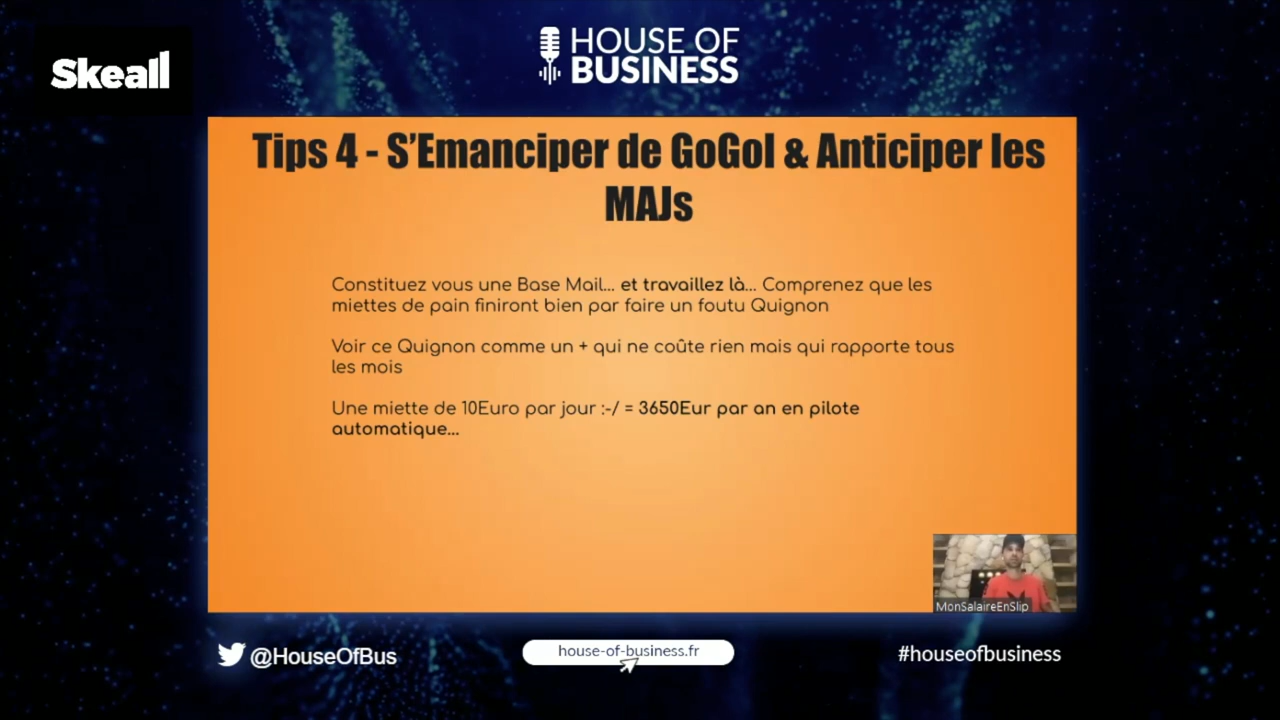 Skeall
HOUSE OF
BUSINESS
Tips 4 - S'Emanciper de GoGol & Anticiper les
MAJs
Constituez vous une Base Mail... et travaillez là... Comprenez que les
miettes de pain finiront bien par faire un foutu Quignon
Voir ce Quignon comme un + qui ne coûte rien mais qui rapporte tous
les mois
Une miette de 10Euro par jour :-/ = 3650Eur par an en pilote
automatique...
MonSalaireEnSlip
@HouseOfBus
house-of-business.fr
#houseofbusiness